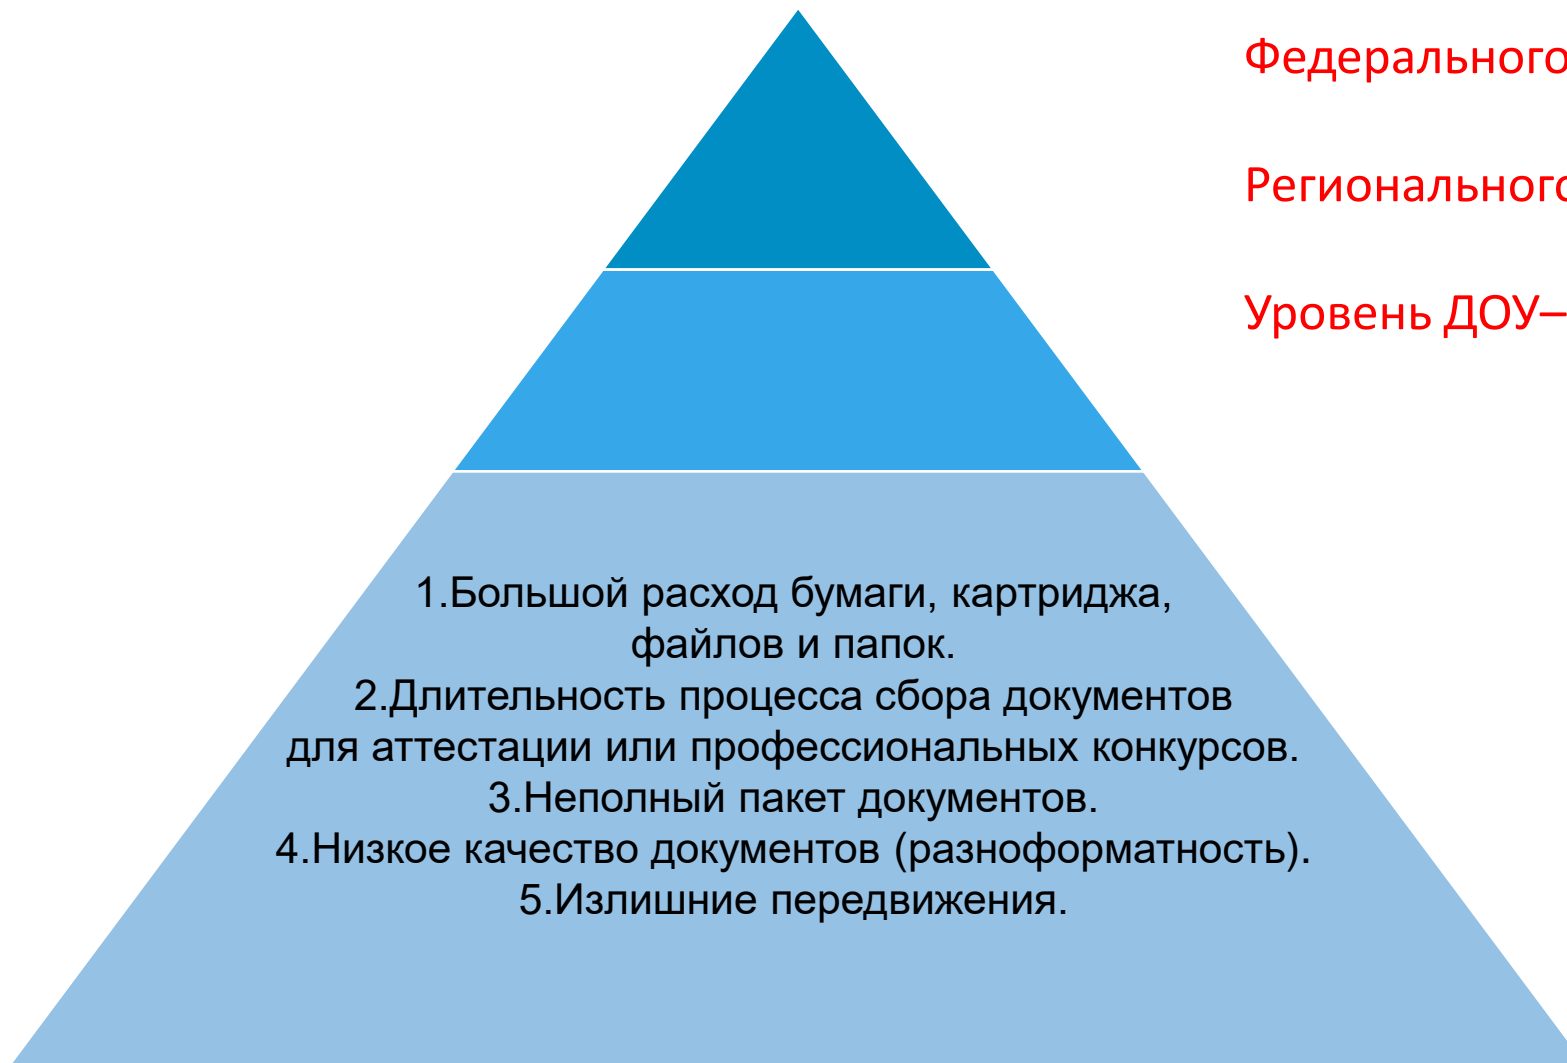 Федерального
Регионального
Уровень ДОУ–
1.Большой расход бумаги, картриджа,
файлов и папок.
2.Длительность процесса сбора документов
для аттестации или профессиональных конкурсов.
3.Неполный пакет документов.
4.Низкое качество документов (разноформатность).
5.Излишние передвижения.